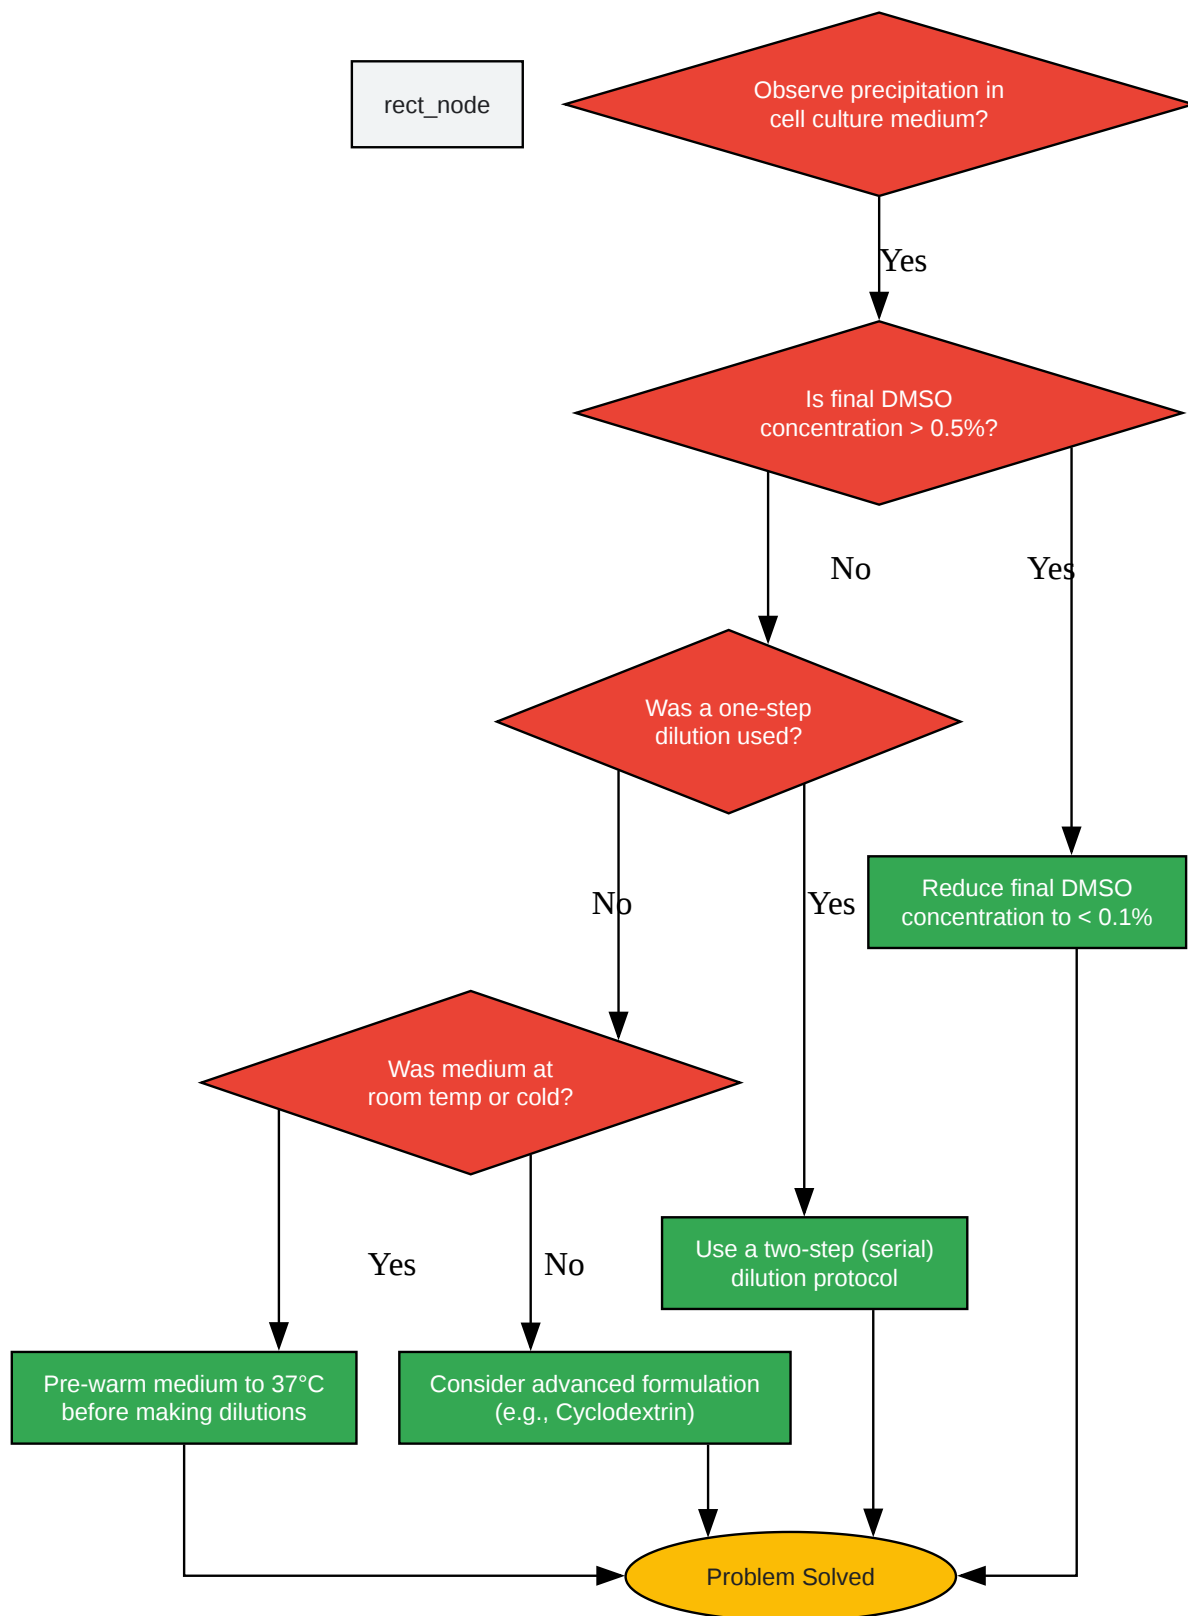 rect_node
Observe precipitation in
cell culture medium?
Yes
Is final DMSO
concentration > 0.5%?
No
Yes
Was a one-step
dilution used?
No
Yes
Reduce final DMSO
concentration to < 0.1%
Was medium at
room temp or cold?
Yes
No
Use a two-step (serial)
dilution protocol
Pre-warm medium to 37°C
before making dilutions
Consider advanced formulation
(e.g., Cyclodextrin)
Problem Solved